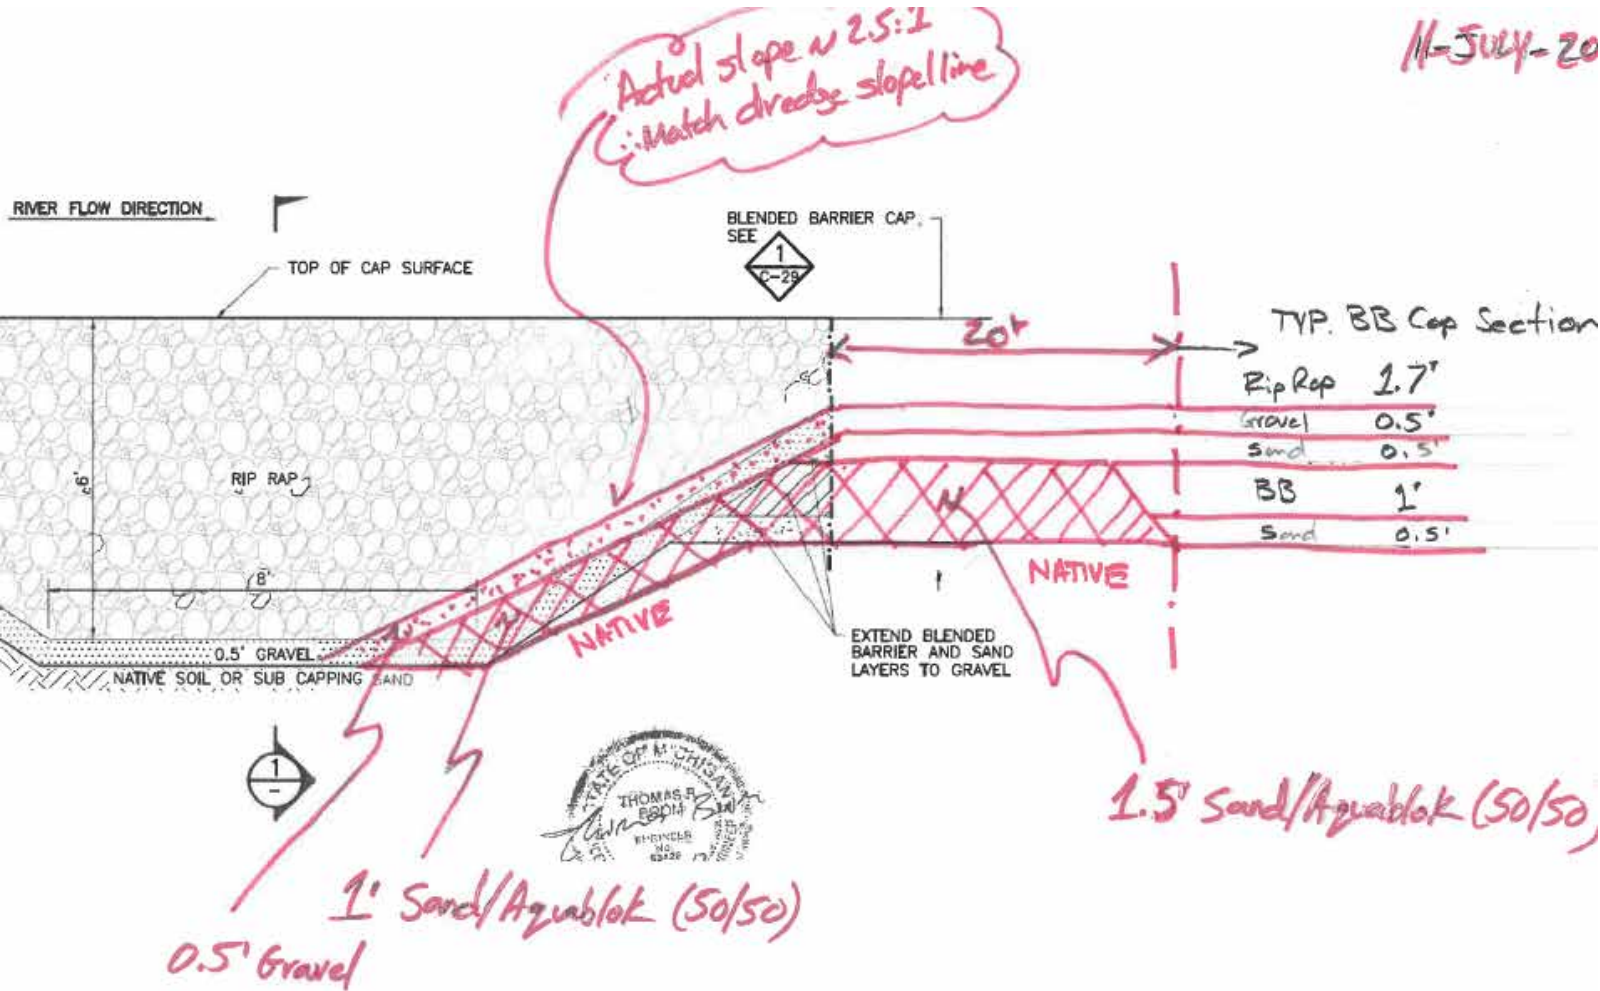 11-JULY-20
Actual slope ~ 2.5:1
∴ Match dredge slope/line
RIVER FLOW DIRECTION
BLENDED BARRIER CAP,
SEE
1
C-29
TOP OF CAP SURFACE
20'
TYP. BB Cap Section
Rip Rap 1.7'
Gravel 0.5'
Sand 0.5'
BB 1'
Sand 0.5'
6'
RIP RAP
8'
NATIVE
NATIVE
0.5' GRAVEL
NATIVE SOIL OR SUB CAPPING SAND
EXTEND BLENDED
BARRIER AND SAND
LAYERS TO GRAVEL
1
-
STATE OF MICHIGAN
THOMAS R
ENGINEER
NO.
1.5' Sand/Aquablok (50/50)
1' Sand/Aquablok (50/50)
0.5' Gravel